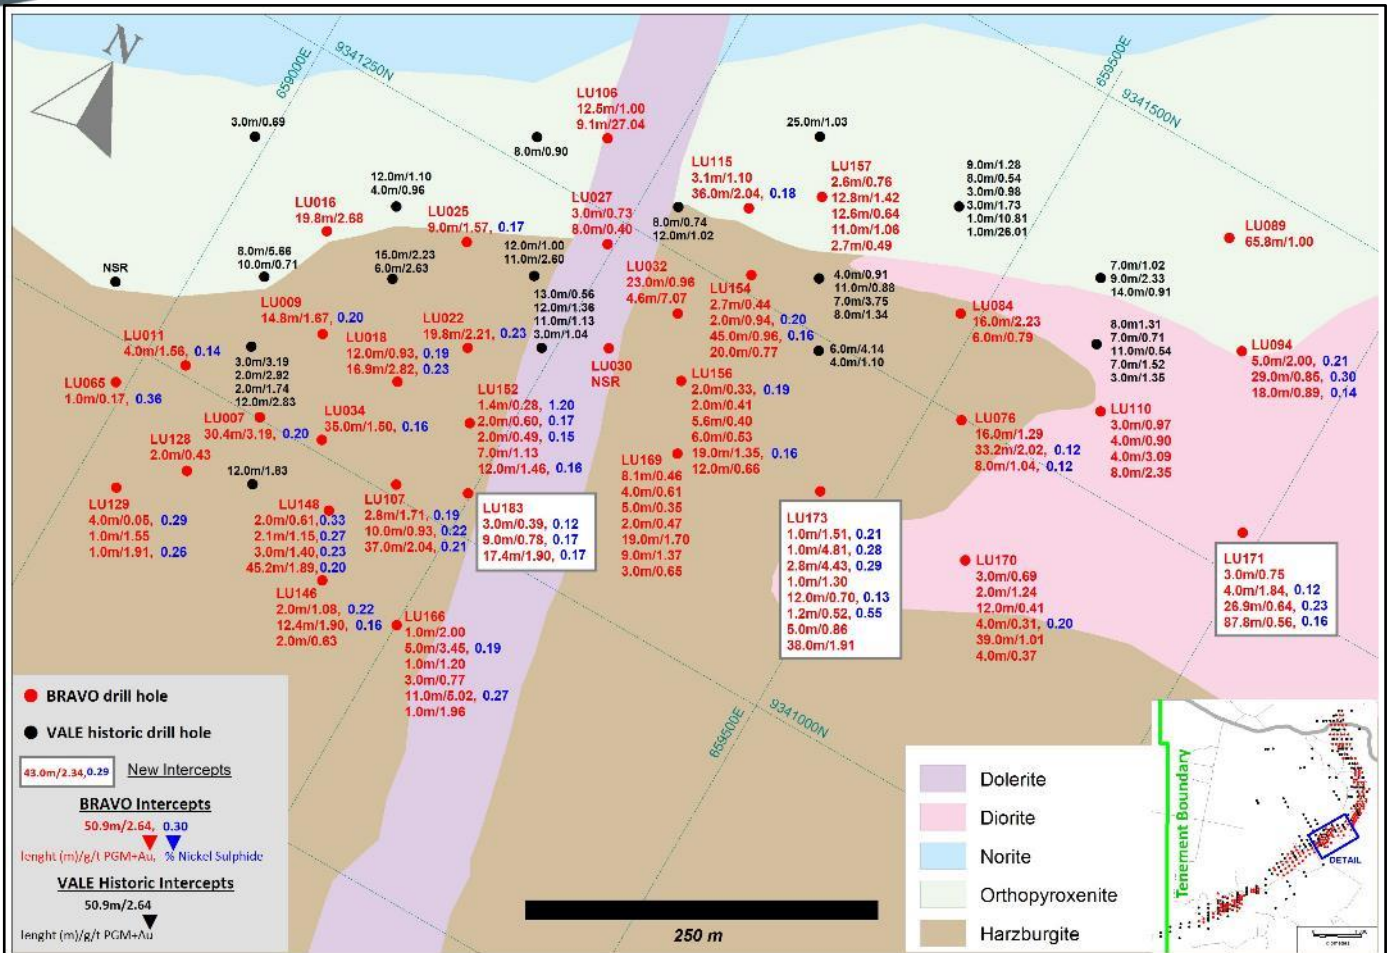 N
659000E
9341250N
659500E
9341500N
3.0m/0.69
8.0m/0.90
LU106
12.5m/1.00
9.1m/27.04
25.0m/1.03
12.0m/1.10
4.0m/0.96
LU016
19.8m/2.68
LU025
9.0m/1.57, 0.17
LU027
3.0m/0.73
8.0m/0.40
8.0m/0.74
12.0m/1.02
LU115
3.1m/1.10
36.0m/2.04, 0.18
LU157
2.6m/0.76
12.8m/1.42
12.6m/0.64
11.0m/1.06
2.7m/0.49
9.0m/1.28
8.0m/0.54
3.0m/0.98
3.0m/1.73
1.0m/10.81
1.0m/26.01
LU089
65.8m/1.00
NSR
8.0m/5.66
10.0m/0.71
15.0m/2.23
6.0m/2.63
12.0m/1.00
11.0m/2.60
13.0m/0.56
12.0m/1.36
11.0m/1.13
3.0m/1.04
LU032
23.0m/0.96
4.6m/7.07
LU154
2.7m/0.44
2.0m/0.94, 0.20
45.0m/0.96, 0.16
20.0m/0.77
4.0m/0.91
11.0m/0.88
7.0m/3.75
8.0m/1.34
7.0m/1.02
9.0m/2.33
14.0m/0.91
LU009
14.8m/1.67, 0.20
LU011
4.0m/1.56, 0.14
LU018
12.0m/0.93, 0.19
16.9m/2.82, 0.23
LU022
19.8m/2.21, 0.23
LU030
NSR
6.0m/4.14
4.0m/1.10
LU084
16.0m/2.23
6.0m/0.79
8.0m/1.31
7.0m/0.71
11.0m/0.54
7.0m/1.52
3.0m/1.35
LU094
5.0m/2.00, 0.21
29.0m/0.85, 0.30
18.0m/0.89, 0.14
LU065
1.0m/0.17, 0.36
3.0m/3.19
2.0m/2.92
2.0m/1.74
12.0m/2.83
LU007
30.4m/3.19, 0.20
LU034
35.0m/1.50, 0.16
LU152
1.4m/0.28, 1.20
2.0m/0.60, 0.17
2.0m/0.49, 0.15
7.0m/1.13
12.0m/1.46, 0.16
LU156
2.0m/0.33, 0.19
2.0m/0.41
5.6m/0.40
6.0m/0.53
19.0m/1.35, 0.16
12.0m/0.66
LU076
16.0m/1.29
33.2m/2.02, 0.12
8.0m/1.04, 0.12
LU110
3.0m/0.97
4.0m/0.90
4.0m/3.09
8.0m/2.35
LU128
2.0m/0.43
12.0m/1.83
LU129
4.0m/0.05, 0.29
1.0m/1.55
1.0m/1.91, 0.26
LU148
2.0m/0.61, 0.33
2.1m/1.15, 0.27
3.0m/1.40, 0.23
45.2m/1.89, 0.20
LU107
2.8m/1.71, 0.19
10.0m/0.93, 0.22
37.0m/2.04, 0.21
LU183
3.0m/0.39, 0.12
9.0m/0.78, 0.17
17.4m/1.90, 0.17
LU169
8.1m/0.46
4.0m/0.61
5.0m/0.35
2.0m/0.47
19.0m/1.70
9.0m/1.37
3.0m/0.65
LU173
1.0m/1.51, 0.21
1.0m/4.81, 0.28
2.8m/4.43, 0.29
1.0m/1.30
12.0m/0.70, 0.13
1.2m/0.52, 0.55
5.0m/0.86
38.0m/1.91
LU170
3.0m/0.69
2.0m/1.24
12.0m/0.41
4.0m/0.31, 0.20
39.0m/1.01
4.0m/0.37
LU171
3.0m/0.75
4.0m/1.84, 0.12
26.9m/0.64, 0.23
87.8m/0.56, 0.16
LU146
2.0m/1.08, 0.22
12.4m/1.90, 0.16
2.0m/0.63
LU166
1.0m/2.00
5.0m/3.45, 0.19
1.0m/1.20
3.0m/0.77
11.0m/5.02, 0.27
1.0m/1.96
659500E
9341000N
BRAVO drill hole
VALE historic drill hole
43.0m/2.34,0.29 New Intercepts
BRAVO Intercepts
50.9m/2.64, 0.30
lenght (m)/g/t PGM+Au, % Nickel Sulphide
VALE Historic Intercepts
50.9m/2.64
lenght (m)/g/t PGM+Au
250 m
Dolerite
Diorite
Norite
Orthopyroxenite
Harzburgite
Tenement Boundary
DETAIL